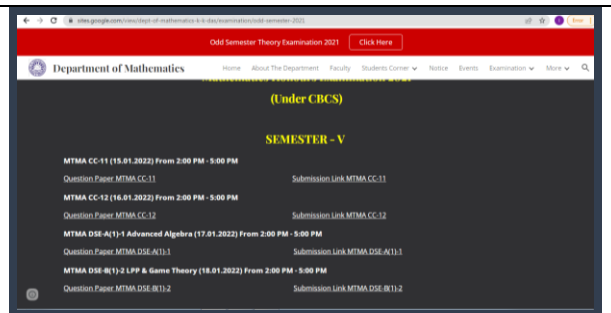 sites.google.com/view/dept-of-mathematics-k-k-das/examination/odd-semester-2021
Odd Semester Theory Examination 2021 Click Here
Department of Mathematics Home About The Department Faculty Students Corner Notice Events Examination More
Mathematics Honours Examination 2021
(Under CBCS)
SEMESTER - V
MTMA CC-11 (15.01.2022) From 2:00 PM - 5:00 PM
Question Paper MTMA CC-11 Submission Link MTMA CC-11
MTMA CC-12 (16.01.2022) From 2:00 PM - 5:00 PM
Question Paper MTMA CC-12 Submission Link MTMA CC-12
MTMA DSE-A(1)-1 Advanced Algebra (17.01.2022) From 2:00 PM - 5:00 PM
Question Paper MTMA DSE-A(1)-1 Submission Link MTMA DSE-A(1)-1
MTMA DSE-B(1)-2 LPP & Game Theory (18.01.2022) From 2:00 PM - 5:00 PM
Question Paper MTMA DSE-B(1)-2 Submission Link MTMA DSE-B(1)-2